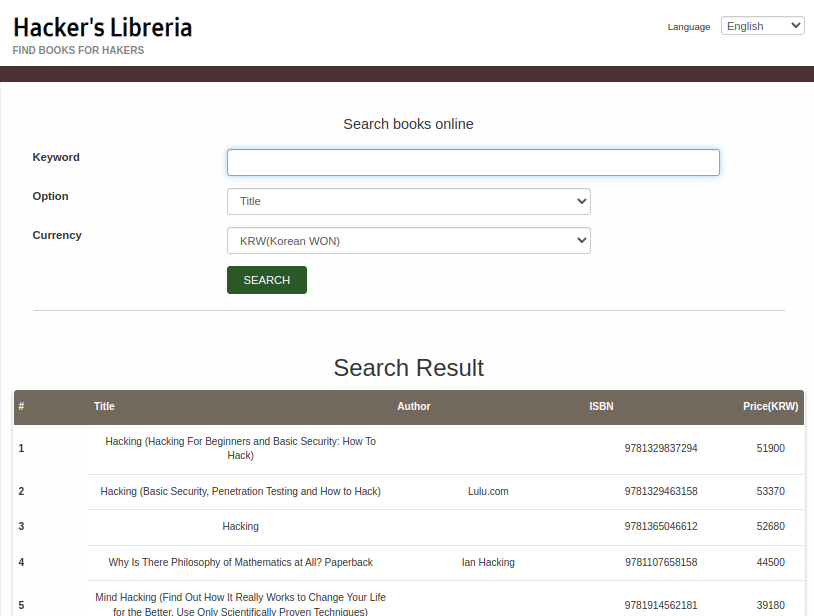 Hacker's Libreria
FIND BOOKS FOR HAKERS
Language English
Search books online
Keyword
Option Title
Currency KRW(Korean WON)
SEARCH
Search Result
# Title Author ISBN Price(KRW)
1 Hacking (Hacking For Beginners and Basic Security: How To Hack) 9781329837294 51900
2 Hacking (Basic Security, Penetration Testing and How to Hack) Lulu.com 9781329463158 53370
3 Hacking 9781365046612 52680
4 Why Is There Philosophy of Mathematics at All? Paperback Ian Hacking 9781107658158 44500
5 Mind Hacking (Find Out How It Really Works to Change Your Life for the Better, Use Only Scientifically Proven Techniques) 9781914562181 39180